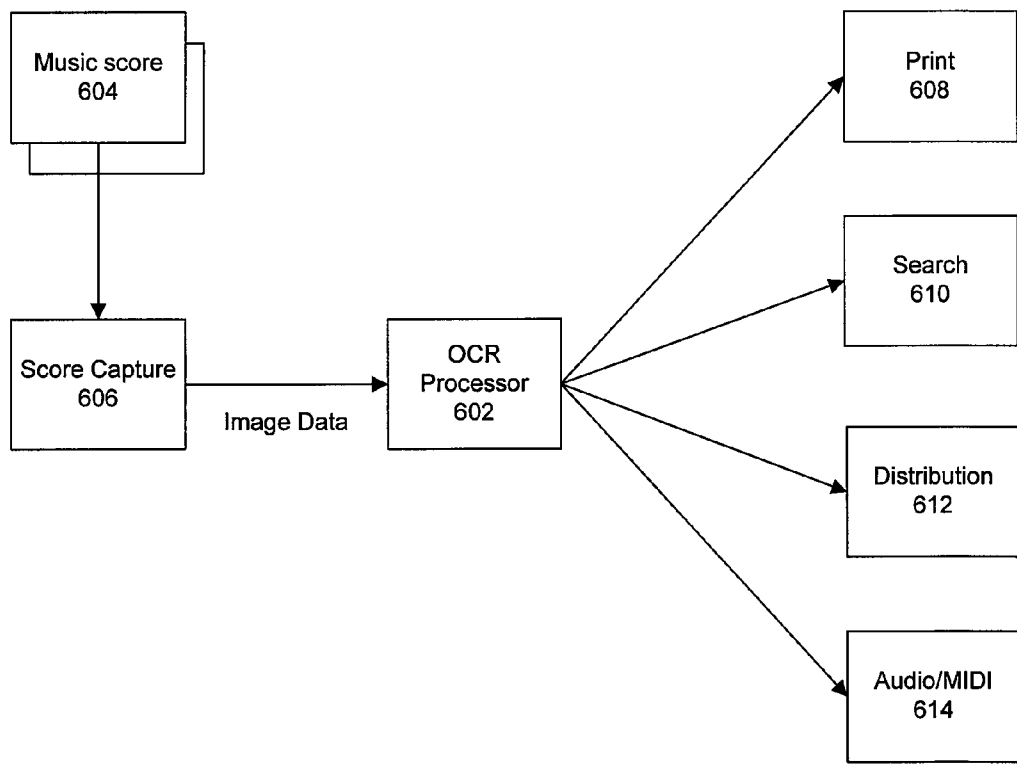 Music score
604
Score Capture
606
Image Data
OCR
Processor
602
Print
608
Search
610
Distribution
612
Audio/MIDI
614